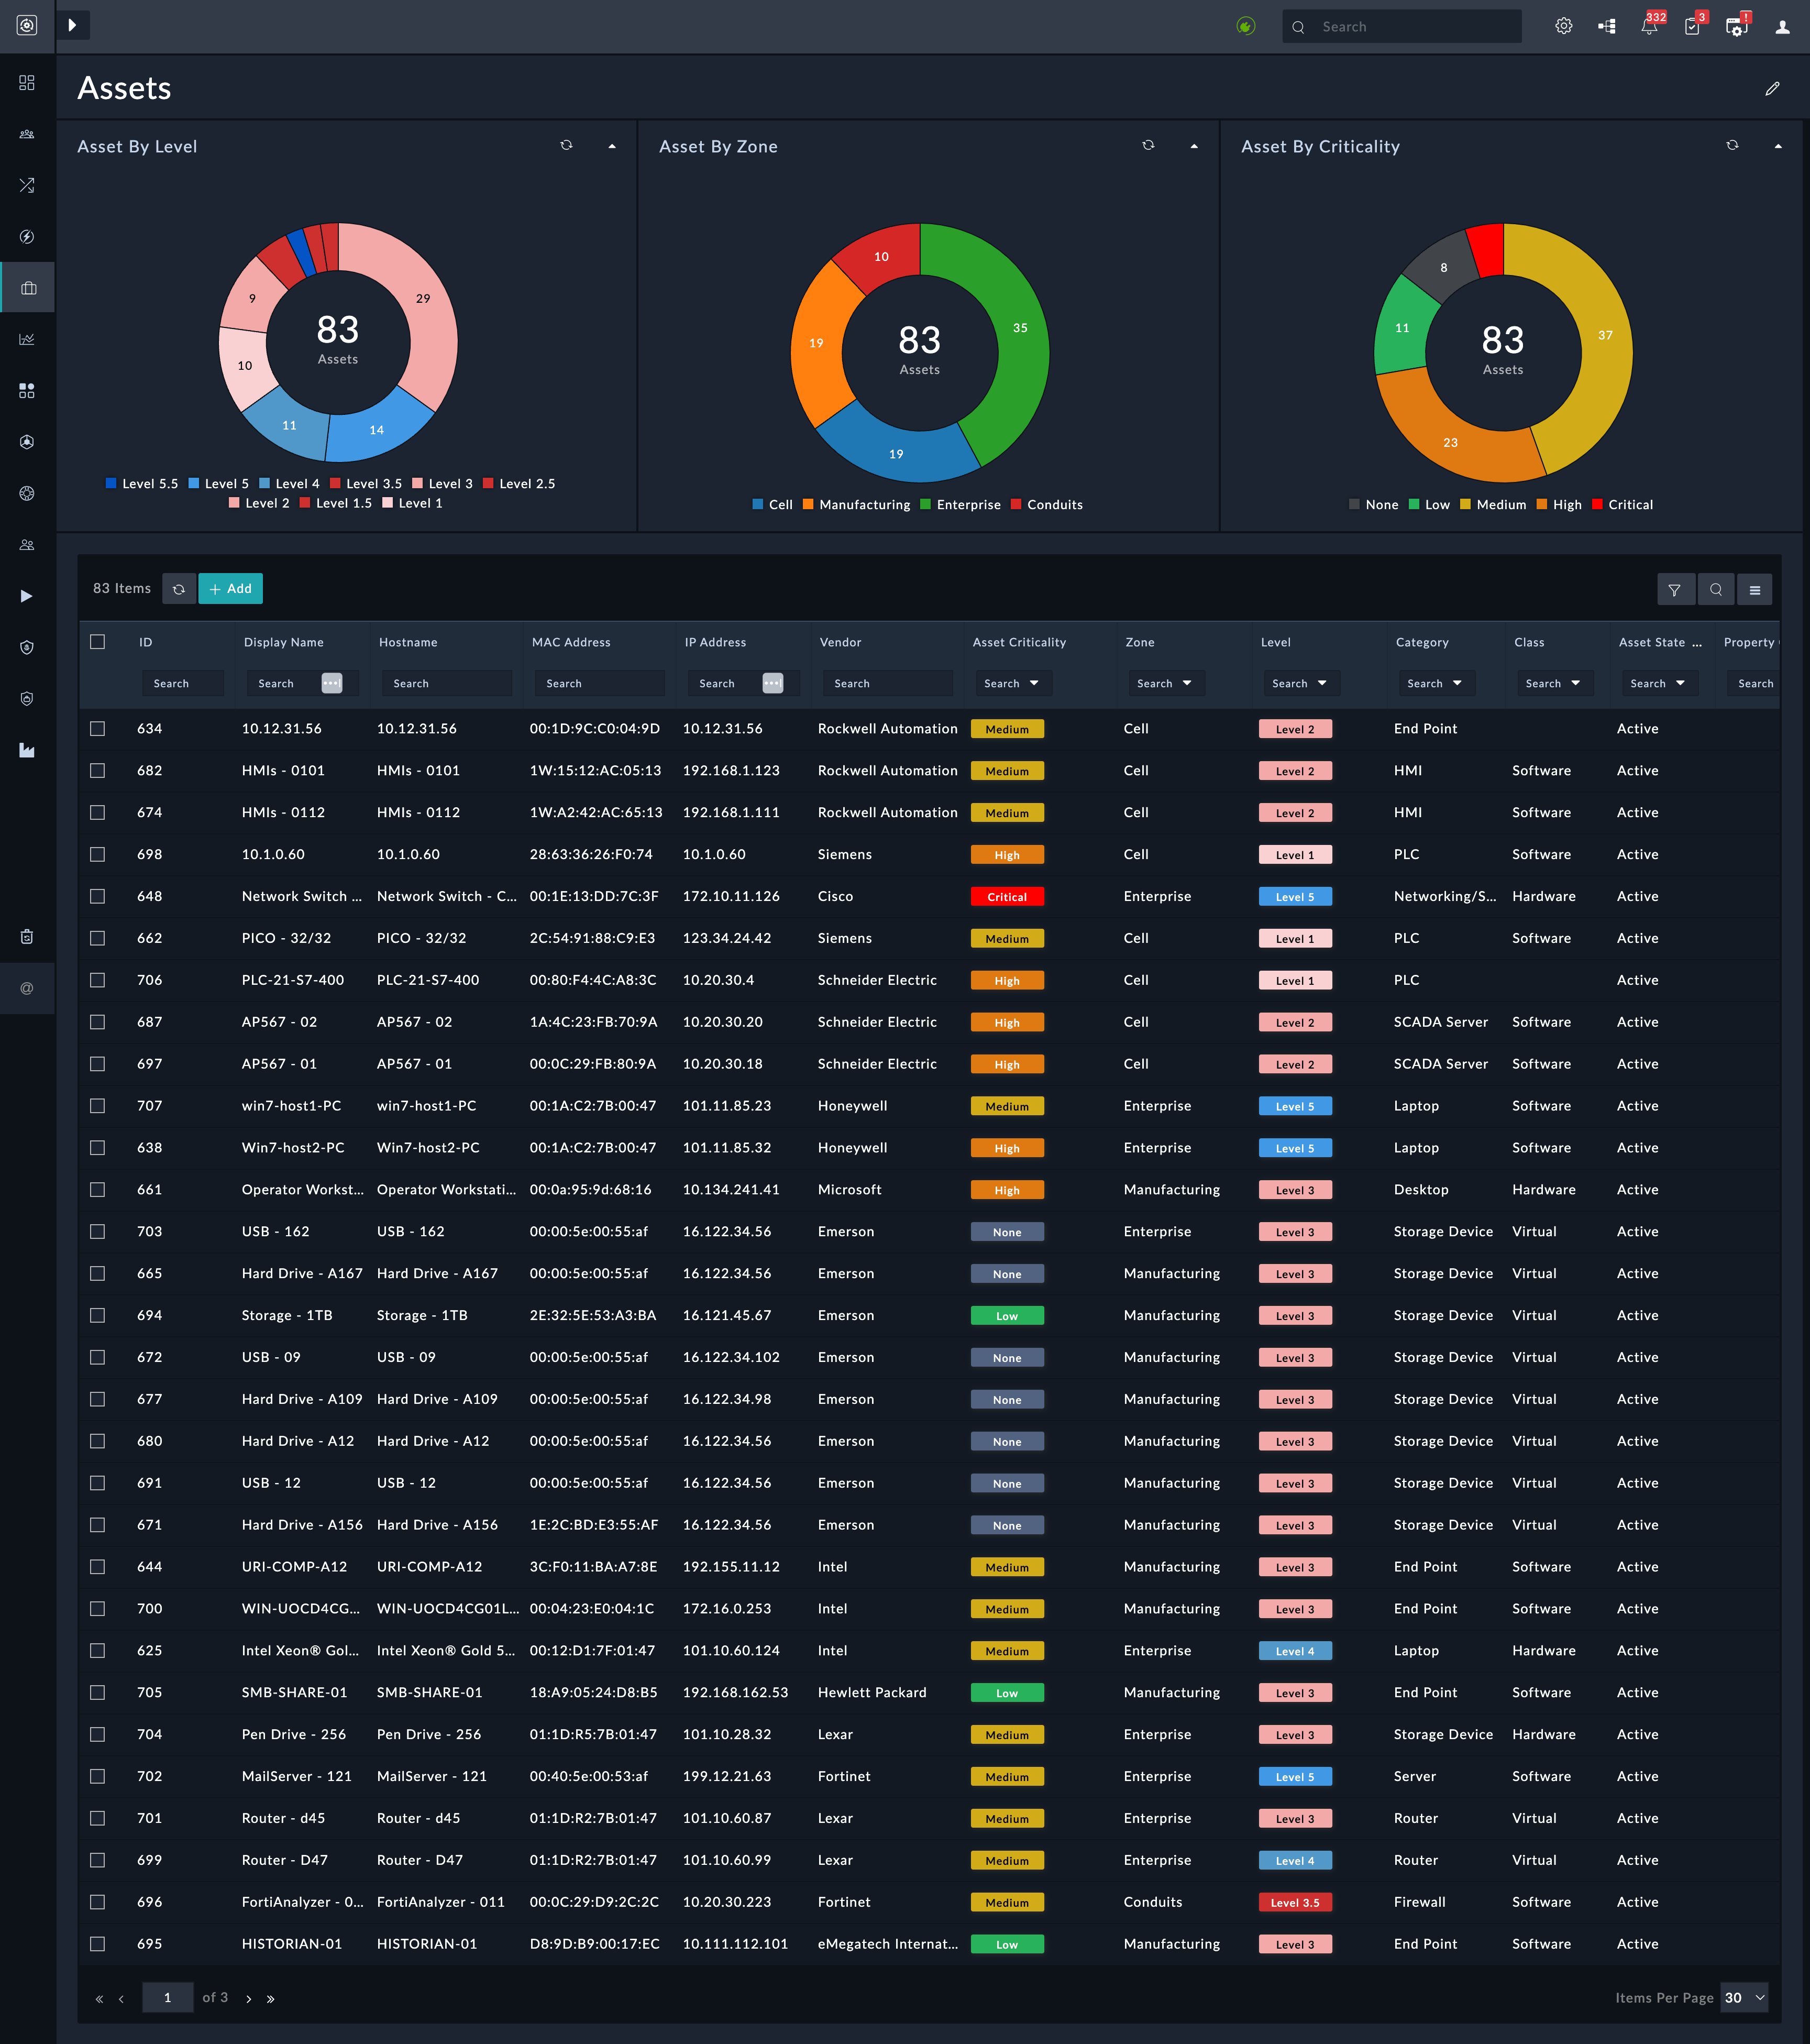 Search
332
3
!
Assets
Asset By Level
Asset By Zone
Asset By Criticality
29
14
11
10
9
83
Assets
Level 5.5 Level 5 Level 4 Level 3.5 Level 3 Level 2.5
Level 2 Level 1.5 Level 1
10
35
19
19
83
Assets
Cell Manufacturing Enterprise Conduits
8
11
37
23
83
Assets
None Low Medium High Critical
83 Items + Add
ID Display Name Hostname MAC Address IP Address Vendor Asset Criticality Zone Level Category Class Asset State ... Property
Search Search Search Search Search Search Search Search Search Search Search Search Search
634 10.12.31.56 10.12.31.56 00:1D:9C:C0:04:9D 10.12.31.56 Rockwell Automation Medium Cell Level 2 End Point Active
682 HMIs - 0101 HMIs - 0101 1W:15:12:AC:05:13 192.168.1.123 Rockwell Automation Medium Cell Level 2 HMI Software Active
674 HMIs - 0112 HMIs - 0112 1W:A2:42:AC:65:13 192.168.1.111 Rockwell Automation Medium Cell Level 2 HMI Software Active
698 10.1.0.60 10.1.0.60 28:63:36:26:F0:74 10.1.0.60 Siemens High Cell Level 1 PLC Software Active
648 Network Switch ... Network Switch - C... 00:1E:13:DD:7C:3F 172.10.11.126 Cisco Critical Enterprise Level 5 Networking/S... Hardware Active
662 PICO - 32/32 PICO - 32/32 2C:54:91:88:C9:E3 123.34.24.42 Siemens Medium Cell Level 1 PLC Software Active
706 PLC-21-S7-400 PLC-21-S7-400 00:80:F4:4C:A8:3C 10.20.30.4 Schneider Electric High Cell Level 1 PLC Active
687 AP567 - 02 AP567 - 02 1A:4C:23:FB:70:9A 10.20.30.20 Schneider Electric High Cell Level 2 SCADA Server Software Active
697 AP567 - 01 AP567 - 01 00:0C:29:FB:80:9A 10.20.30.18 Schneider Electric High Cell Level 2 SCADA Server Software Active
707 win7-host1-PC win7-host1-PC 00:1A:C2:7B:00:47 101.11.85.23 Honeywell Medium Enterprise Level 5 Laptop Software Active
638 Win7-host2-PC Win7-host2-PC 00:1A:C2:7B:00:47 101.11.85.32 Honeywell High Enterprise Level 5 Laptop Software Active
661 Operator Workst... Operator Workstati... 00:0a:95:9d:68:16 10.134.241.41 Microsoft High Manufacturing Level 3 Desktop Hardware Active
703 USB - 162 USB - 162 00:00:5e:00:55:af 16.122.34.56 Emerson None Enterprise Level 3 Storage Device Virtual Active
665 Hard Drive - A167 Hard Drive - A167 00:00:5e:00:55:af 16.122.34.56 Emerson None Manufacturing Level 3 Storage Device Virtual Active
694 Storage - 1TB Storage - 1TB 2E:32:5E:53:A3:BA 16.121.45.67 Emerson Low Manufacturing Level 3 Storage Device Virtual Active
672 USB - 09 USB - 09 00:00:5e:00:55:af 16.122.34.102 Emerson None Manufacturing Level 3 Storage Device Virtual Active
677 Hard Drive - A109 Hard Drive - A109 00:00:5e:00:55:af 16.122.34.98 Emerson None Manufacturing Level 3 Storage Device Virtual Active
680 Hard Drive - A12 Hard Drive - A12 00:00:5e:00:55:af 16.122.34.56 Emerson None Manufacturing Level 3 Storage Device Virtual Active
691 USB - 12 USB - 12 00:00:5e:00:55:af 16.122.34.56 Emerson None Manufacturing Level 3 Storage Device Virtual Active
671 Hard Drive - A156 Hard Drive - A156 1E:2C:BD:E3:55:AF 16.122.34.56 Emerson None Manufacturing Level 3 Storage Device Virtual Active
644 URI-COMP-A12 URI-COMP-A12 3C:F0:11:BA:A7:8E 192.155.11.12 Intel Medium Manufacturing Level 3 End Point Software Active
700 WIN-UOCD4CG... WIN-UOCD4CG01L... 00:04:23:E0:04:1C 172.16.0.253 Intel Medium Manufacturing Level 3 End Point Software Active
625 Intel Xeon® Gol... Intel Xeon® Gold 5... 00:12:D1:7F:01:47 101.10.60.124 Intel Medium Enterprise Level 4 Laptop Hardware Active
705 SMB-SHARE-01 SMB-SHARE-01 18:A9:05:24:D8:B5 192.168.162.53 Hewlett Packard Low Manufacturing Level 3 End Point Software Active
704 Pen Drive - 256 Pen Drive - 256 01:1D:R5:7B:01:47 101.10.28.32 Lexar Medium Enterprise Level 3 Storage Device Hardware Active
702 MailServer - 121 MailServer - 121 00:40:5e:00:53:af 199.12.21.63 Fortinet Medium Enterprise Level 5 Server Software Active
701 Router - d45 Router - d45 01:1D:R2:7B:01:47 101.10.60.87 Lexar Medium Enterprise Level 3 Router Virtual Active
699 Router - D47 Router - D47 01:1D:R2:7B:01:47 101.10.60.99 Lexar Medium Enterprise Level 4 Router Virtual Active
696 FortiAnalyzer - 0... FortiAnalyzer - 011 00:0C:29:D9:2C:2C 10.20.30.223 Fortinet Medium Conduits Level 3.5 Firewall Software Active
695 HISTORIAN-01 HISTORIAN-01 D8:9D:B9:00:17:EC 10.111.112.101 eMegatech Internat... Low Manufacturing Level 3 End Point Software Active
« ‹ 1 of 3 › » Items Per Page 30